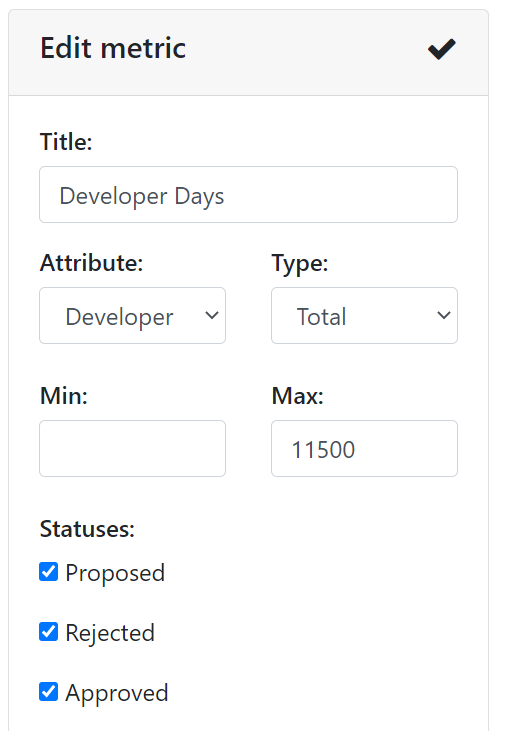 Edit metric
Title:
Developer Days
Attribute: Type:
Developer Total
Min: Max:
11500
Statuses:
Proposed
Rejected
Approved